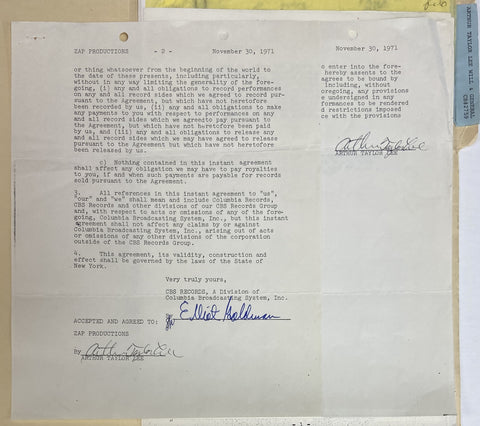 ZAP PRODUCTIONS - 2 - November 30, 1971
or thing whatsoever from the beginning of the world to
the date of these presents, including particularly,
without in any way limiting the generality of the fore-
going, (i) any and all obligations to record performances
on any and all record sides which we agreed to record pur-
suant to the Agreement, but which have not heretofore
been recorded by us, (ii) any and all obligations to make
any payments to you with respect to performances on any
and all record sides which we agreed to pay pursuant to
the Agreement, but which have not heretofore been paid
by us, and (iii) any and all obligations to release any
and all record sides which we may have agreed to release
pursuant to the Agreement but which have not heretofore
been released by us.
c) Nothing contained in this instant agreement
shall affect any obligation we may have to pay royalties
to you, if and when such payments are payable for records
sold pursuant to the Agreement.
3. All references in this instant agreement to "us",
"our" and "we" shall mean and include Columbia Records,
CBS Records and other divisions of our CBS Records Group
and, with respect to acts or omissions of any of the fore-
going, Columbia Broadcasting System, Inc., but this instant
agreement shall not affect any claims by or against
Columbia Broadcasting System, Inc., arising out of acts
or omissions of any other divisions of the corporation
outside of the CBS Records Group.
4. This agreement, its validity, construction and
effect shall be governed by the laws of the State of
New York.
Very truly yours,
CBS RECORDS, A Division of
Columbia Broadcasting System, Inc.
Elliot Goldman
ACCEPTED AND AGREED TO:
ZAP PRODUCTIONS
By Arthur Taylor Lee
ARTHUR TAYLOR LEE
November 30, 1971
o enter into the fore-
hereby assents to the
agrees to be bound by
Including, without
oregoing, any provisions
undersigned in any
formances to be rendered
d restrictions imposed
ce with the provisions
Arthur Taylor Lee
ARTHUR TAYLOR LEE
ARTHUR TAYLOR LEE WILL & GENERAL